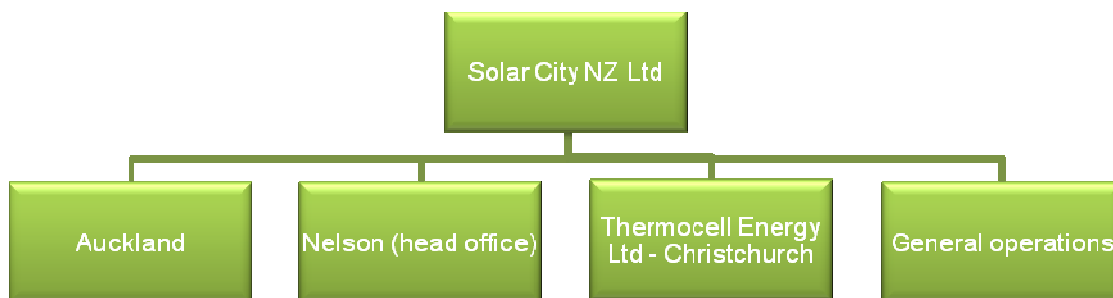 Solar City NZ Ltd
Auckland
Nelson (head office)
Thermocell Energy
Ltd - Christchurch
General operations